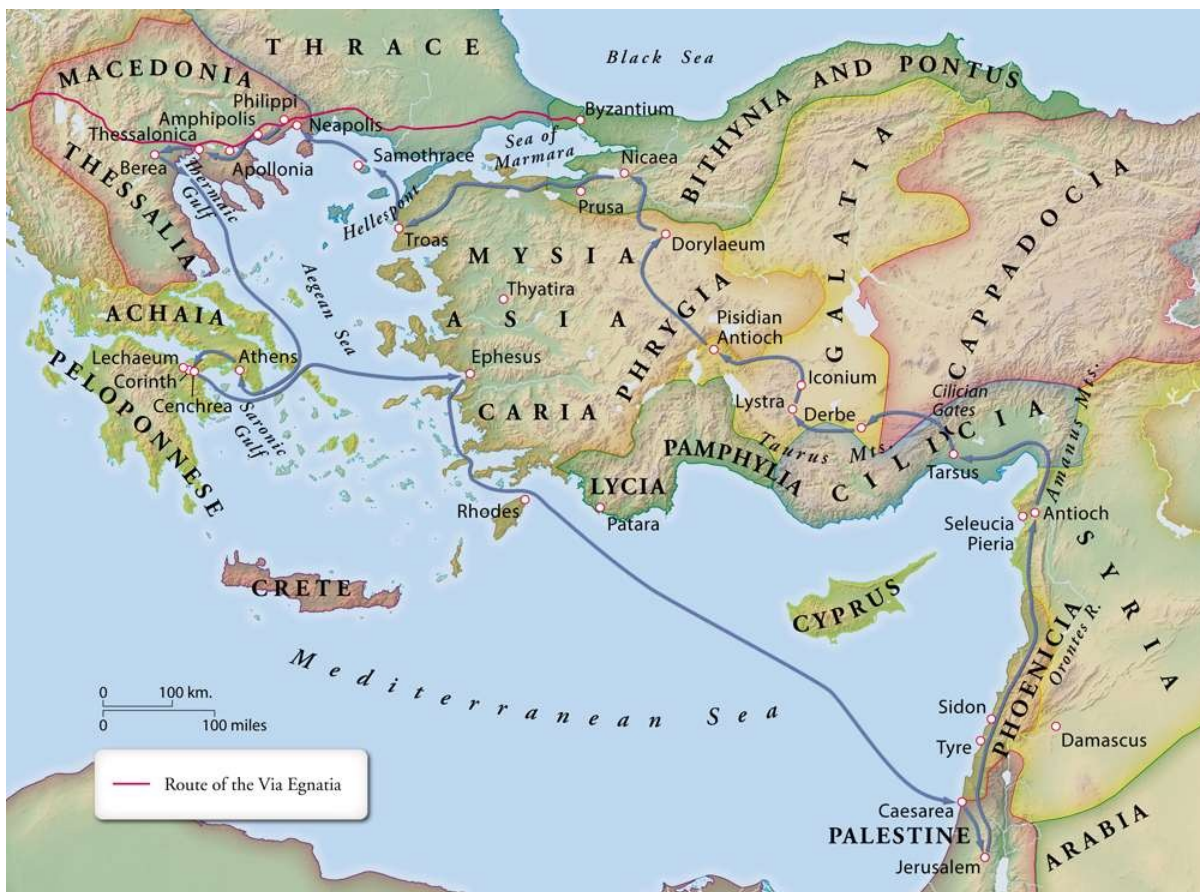 THRACE
Black Sea
MACEDONIA
BITHYNIA AND PONTUS
Philippi
Amphipolis
Neapolis
Byzantium
Thessalonica
Sea of
Marmara
Samothrace
Nicaea
Berea
Apollonia
THESSALIA
Thermaic
Gulf
Hellespont
Prusa
GALATIA
CAPPADOCIA
Troas
MYSIA
Dorylaeum
Aegean Sea
Thyatira
PHRYGIA
ACHAIA
ASIA
Pisidian
Antioch
Lechaeum
Athens
Ephesus
Corinth
Iconium
Cilician
Gates
Amanus Mts.
Cenchrea
CARIA
Lystra
Derbe
PELOPONNESE
Saronic
Gulf
Taurus Mts.
CILICIA
PAMPHYLIA
Tarsus
LYCIA
Rhodes
Patara
Seleucia
Pieria
Antioch
SYRIA
CRETE
CYPRUS
PHOENICIA
Orontes R.
Mediterranean Sea
0 100 km.
0 100 miles
Sidon
Tyre
Damascus
Route of the Via Egnatia
Caesarea
PALESTINE
ARABIA
Jerusalem